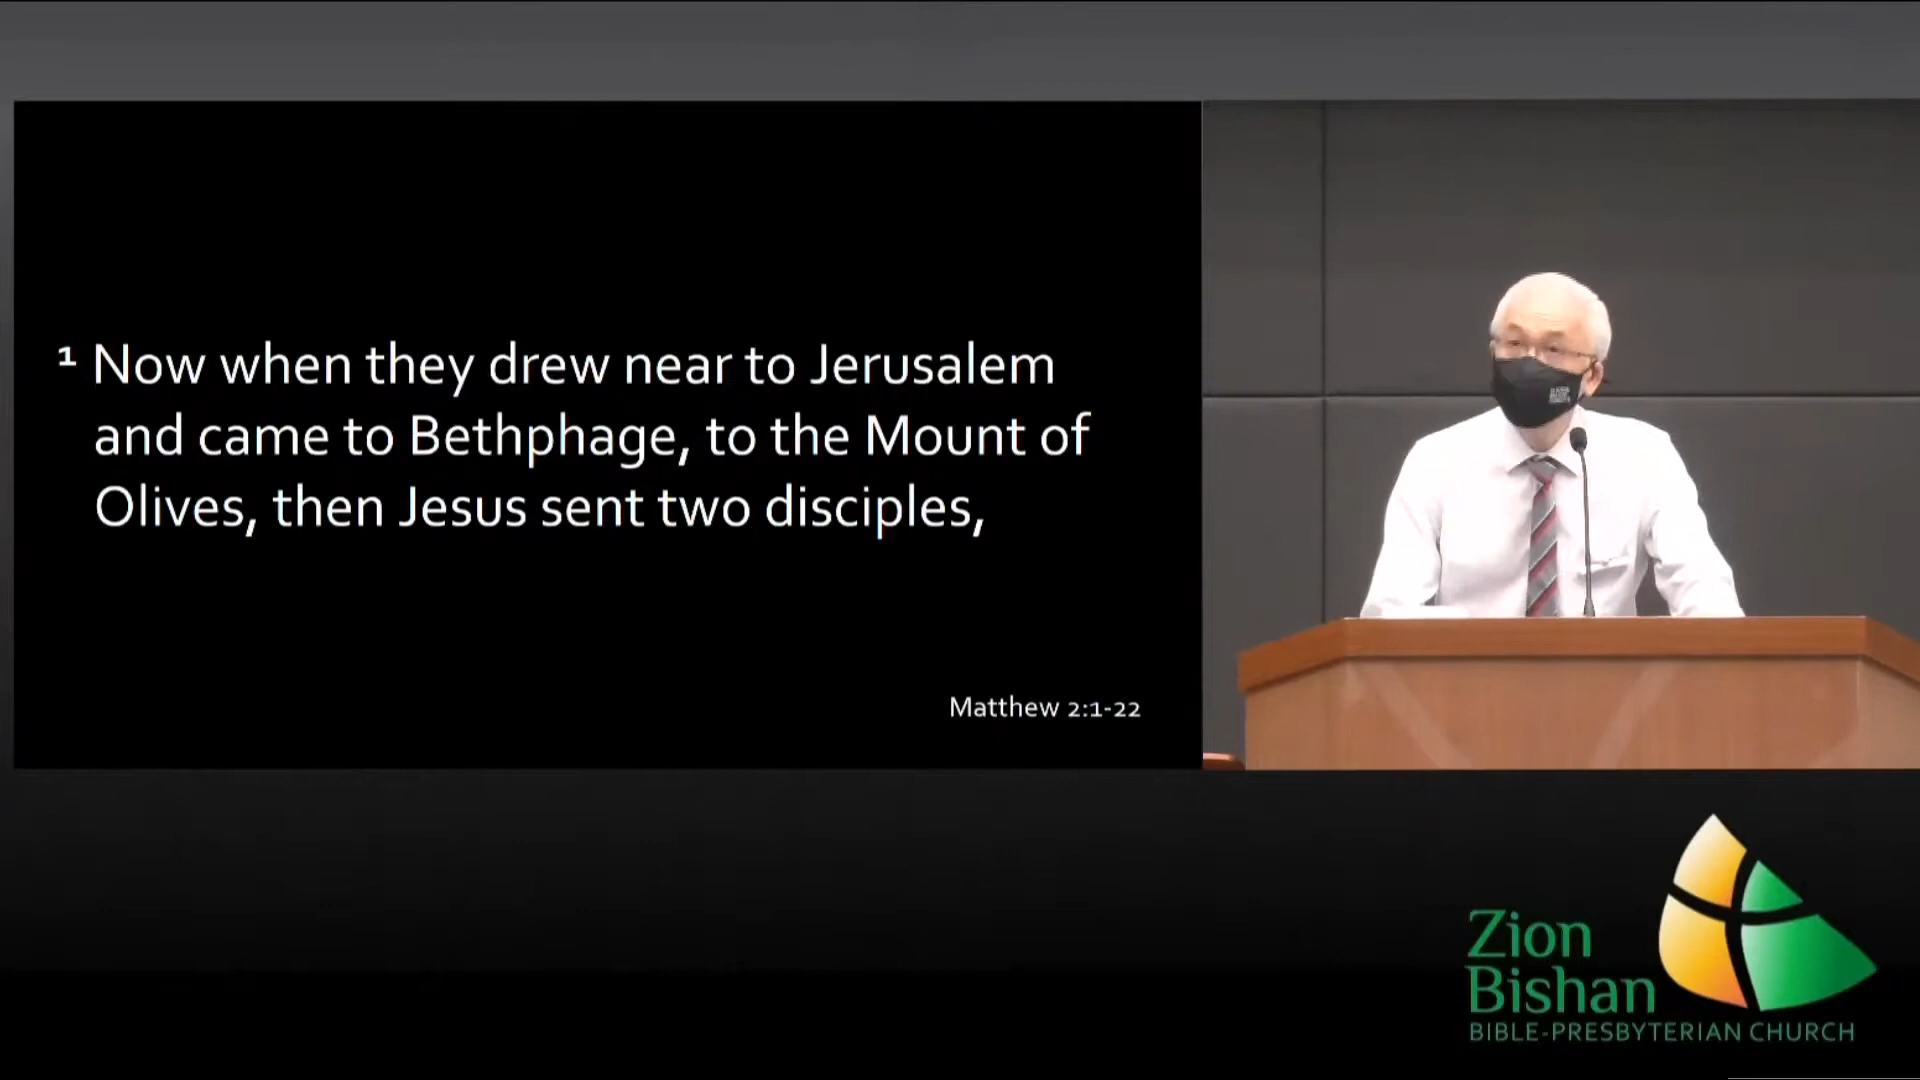 ¹ Now when they drew near to Jerusalem
and came to Bethphage, to the Mount of
Olives, then Jesus sent two disciples,
Matthew 2:1-22
Zion
Bishan
BIBLE-PRESBYTERIAN CHURCH